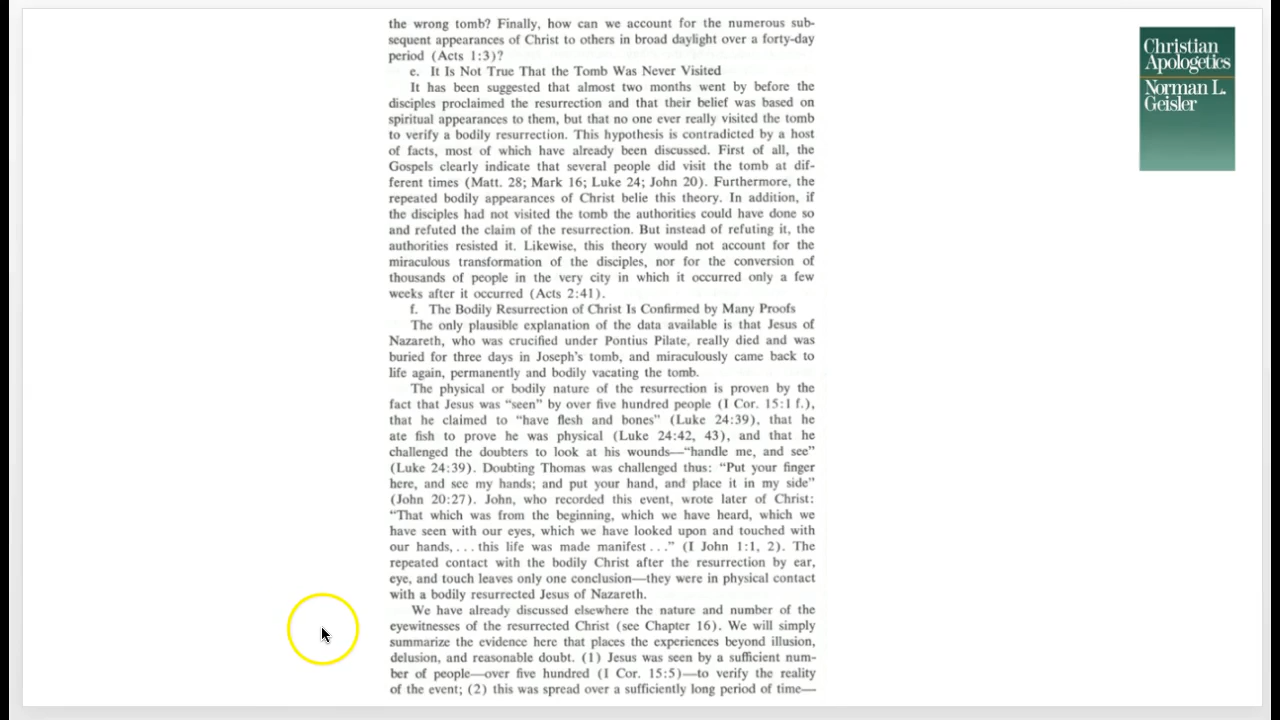 the wrong tomb? Finally, how can we account for the numerous sub-
sequent appearances of Christ to others in broad daylight over a forty-day
period (Acts 1:3)?
e. It Is Not True That the Tomb Was Never Visited
It has been suggested that almost two months went by before the
disciples proclaimed the resurrection and that their belief was based on
spiritual appearances to them, but that no one ever really visited the tomb
to verify a bodily resurrection. This hypothesis is contradicted by a host
of facts, most of which have already been discussed. First of all, the
Gospels clearly indicate that several people did visit the tomb at dif-
ferent times (Matt. 28; Mark 16; Luke 24; John 20). Furthermore, the
repeated bodily appearances of Christ belie this theory. In addition, if
the disciples had not visited the tomb the authorities could have done so
and refuted the claim of the resurrection. But instead of refuting it, the
authorities resisted it. Likewise, this theory would not account for the
miraculous transformation of the disciples, nor for the conversion of
thousands of people in the very city in which it occurred only a few
weeks after it occurred (Acts 2:41).
f. The Bodily Resurrection of Christ Is Confirmed by Many Proofs
The only plausible explanation of the data available is that Jesus of
Nazareth, who was crucified under Pontius Pilate, really died and was
buried for three days in Joseph's tomb, and miraculously came back to
life again, permanently and bodily vacating the tomb.
The physical or bodily nature of the resurrection is proven by the
fact that Jesus was “seen” by over five hundred people (I Cor. 15:1 f.),
that he claimed to “have flesh and bones” (Luke 24:39), that he
ate fish to prove he was physical (Luke 24:42, 43), and that he
challenged the doubters to look at his wounds—“handle me, and see”
(Luke 24:39). Doubting Thomas was challenged thus: “Put your finger
here, and see my hands; and put your hand, and place it in my side”
(John 20:27). John, who recorded this event, wrote later of Christ:
“That which was from the beginning, which we have heard, which we
have seen with our eyes, which we have looked upon and touched with
our hands, . . . this life was made manifest . . .” (I John 1:1, 2). The
repeated contact with the bodily Christ after the resurrection by ear,
eye, and touch leaves only one conclusion—they were in physical contact
with a bodily resurrected Jesus of Nazareth.
We have already discussed elsewhere the nature and number of the
eyewitnesses of the resurrected Christ (see Chapter 16). We will simply
summarize the evidence here that places the experiences beyond illusion,
delusion, and reasonable doubt. (1) Jesus was seen by a sufficient num-
ber of people—over five hundred (I Cor. 15:5)—to verify the reality
of the event; (2) this was spread over a sufficiently long period of time—
Christian
Apologetics
Norman L.
Geisler